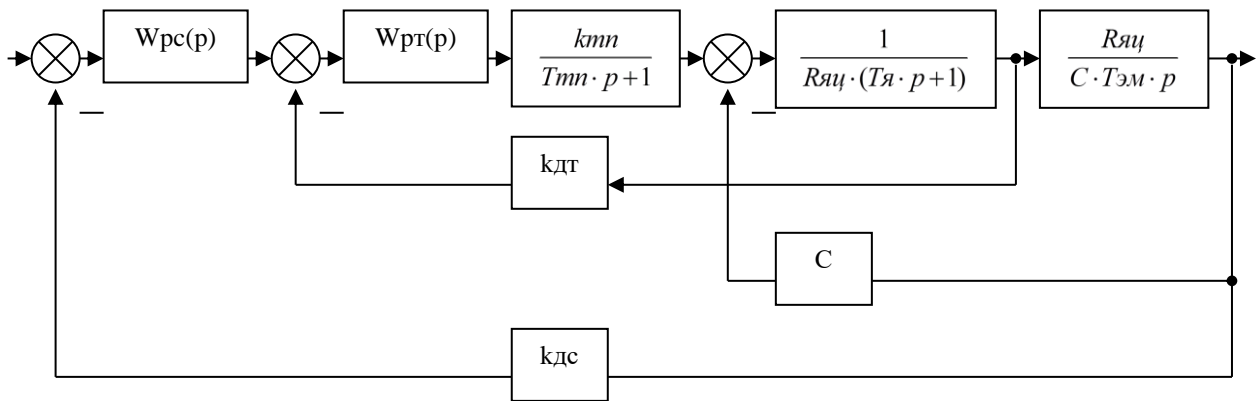 Wрс(р)
Wрт(р)
kтп
Tтп · p + 1
1
Rяц · (Tя · p + 1)
Rяц
C · Tэм · p
—
—
—
kдт
С
kдс